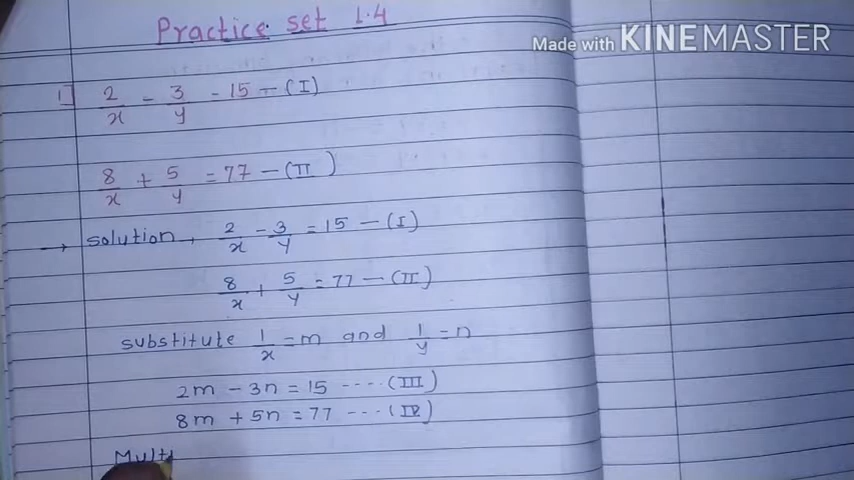 Practice set 1.4
Made with KINEMASTER
1] 2/x - 3/y - 15 - (I)
8/x + 5/y = 77 - (II)
→ solution → 2/x - 3/y = 15 - (I)
8/x + 5/y = 77 - (II)
substitute 1/x = m and 1/y = n
2m - 3n = 15 ---- (III)
8m + 5n = 77 --- (IV)
Mult